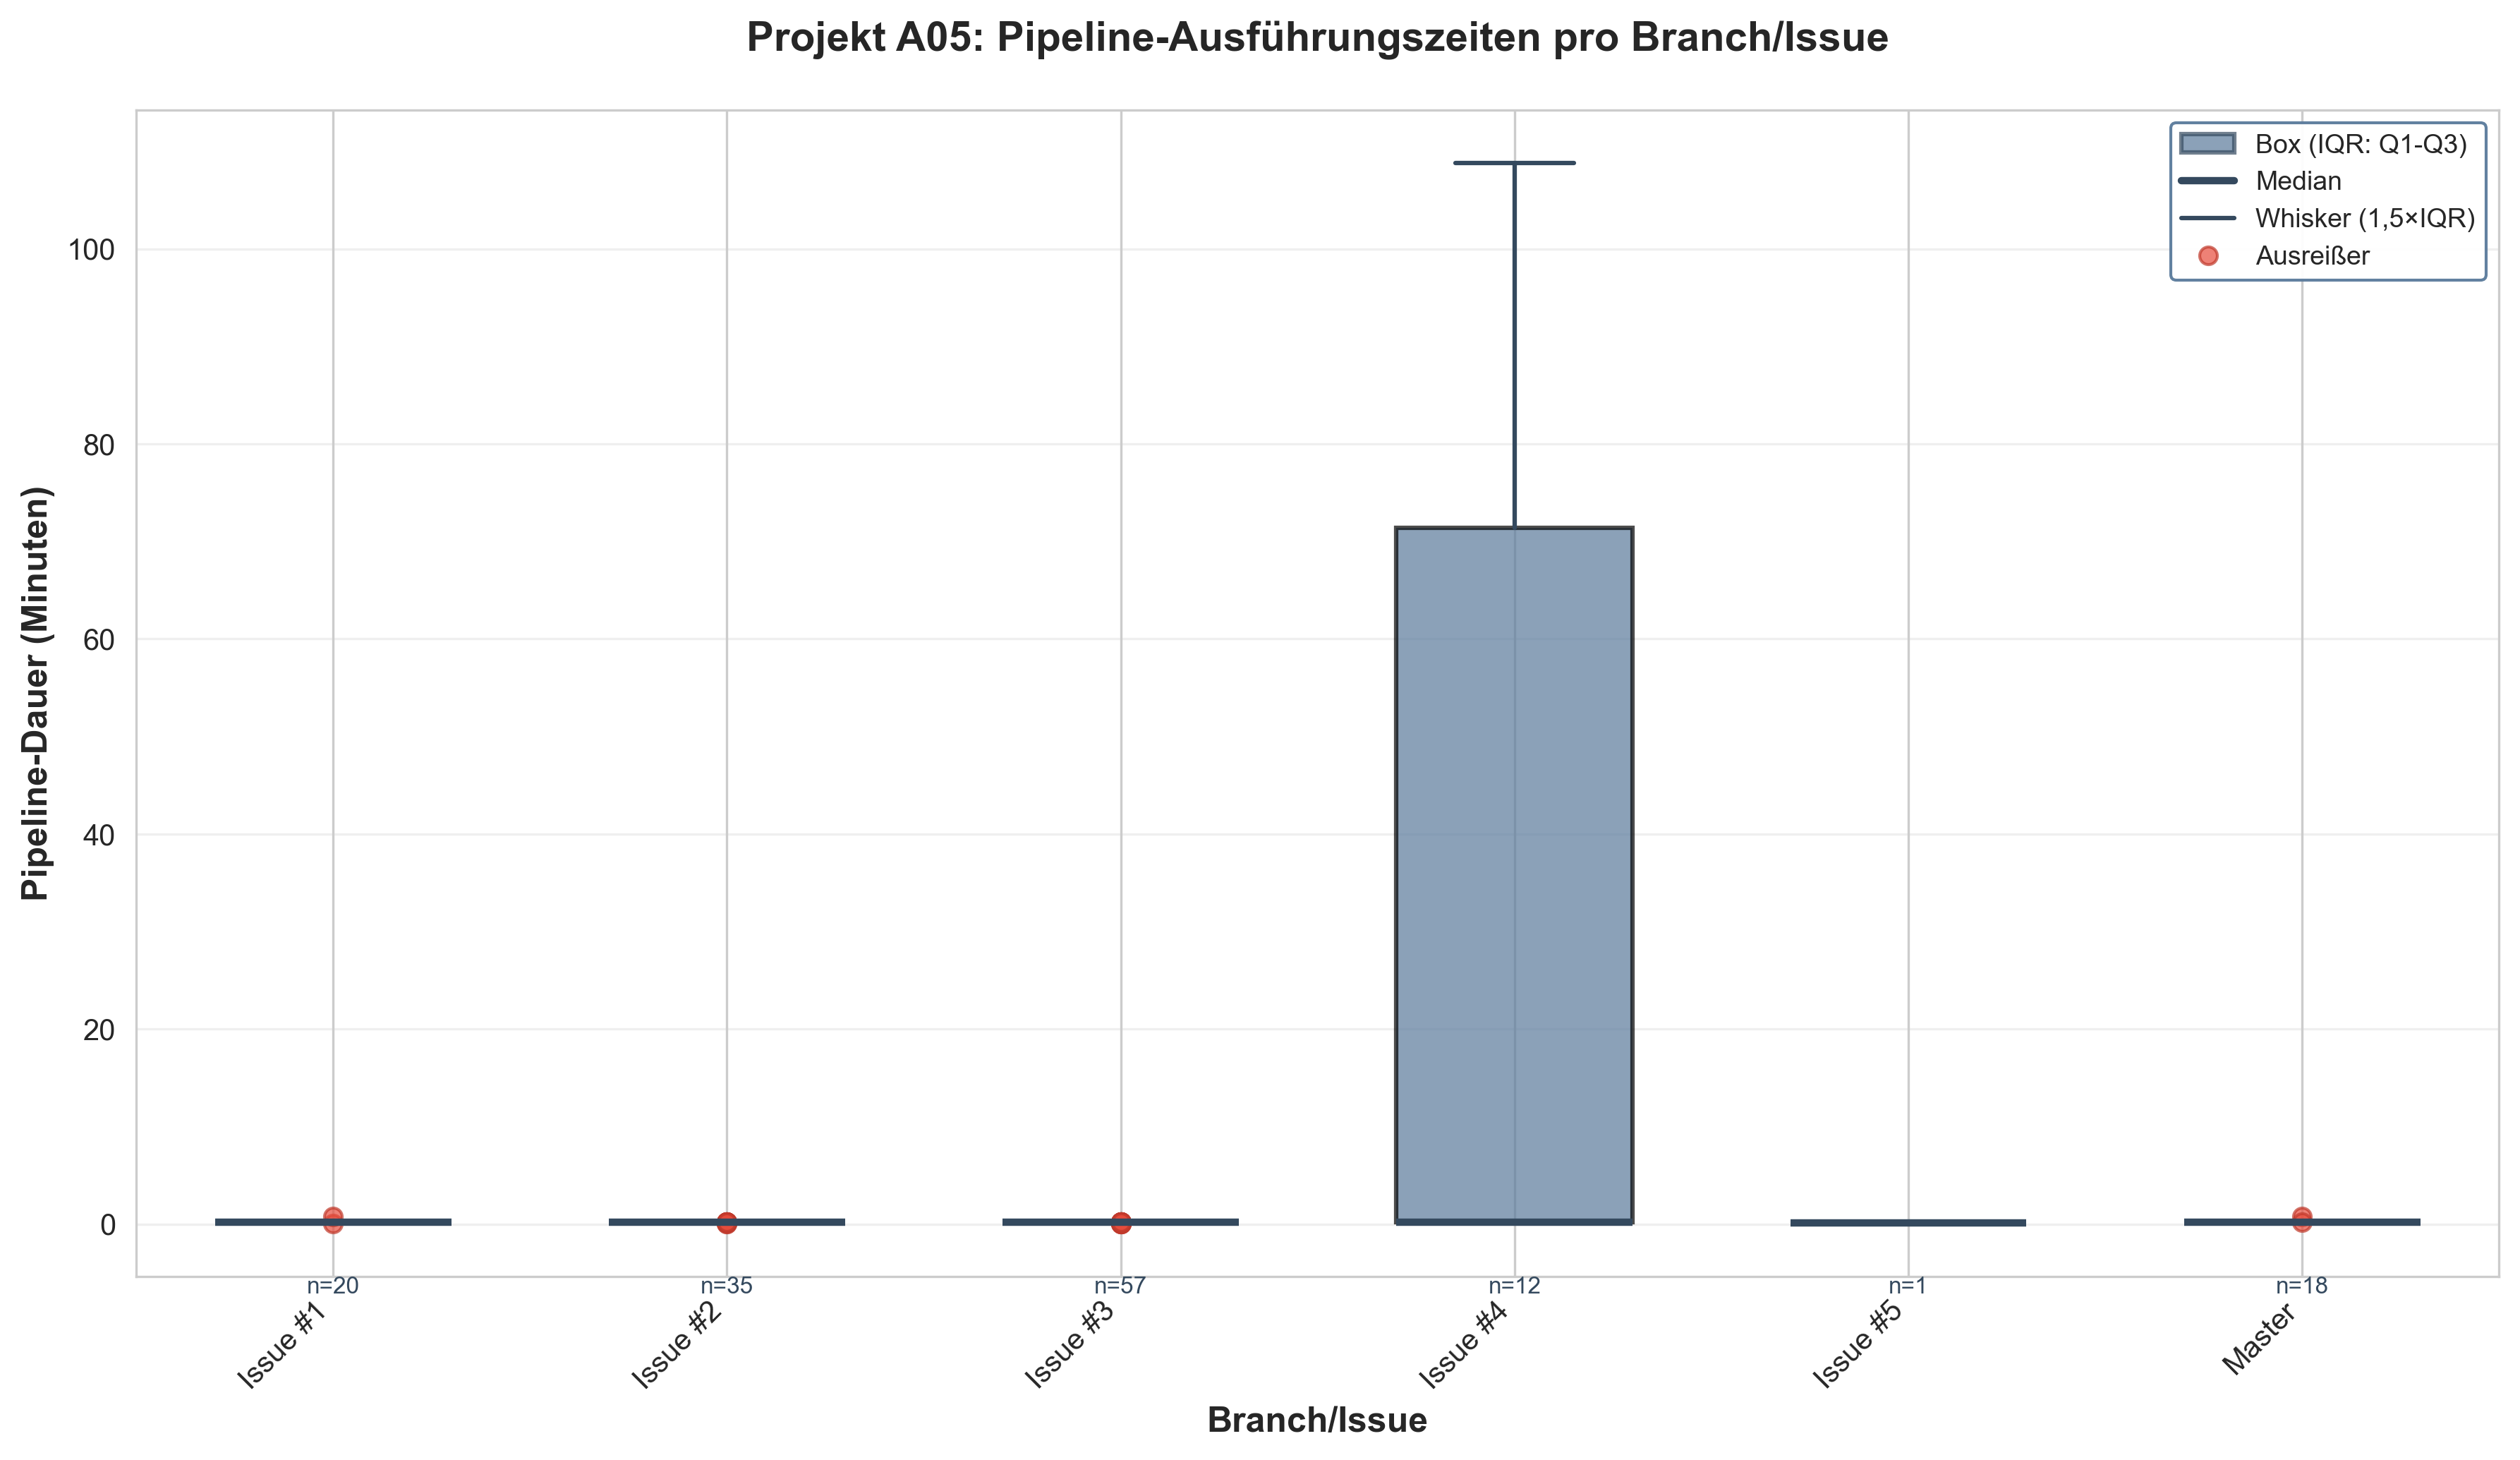 Projekt A05: Pipeline-Ausführungszeiten pro Branch/Issue
Box (IQR: Q1-Q3)
Median
Whisker (1,5×IQR)
Ausreißer
Pipeline-Dauer (Minuten)
100
80
60
40
20
0
n=20
n=35
n=57
n=12
n=1
n=18
Issue #1
Issue #2
Issue #3
Issue #4
Issue #5
Master
Branch/Issue